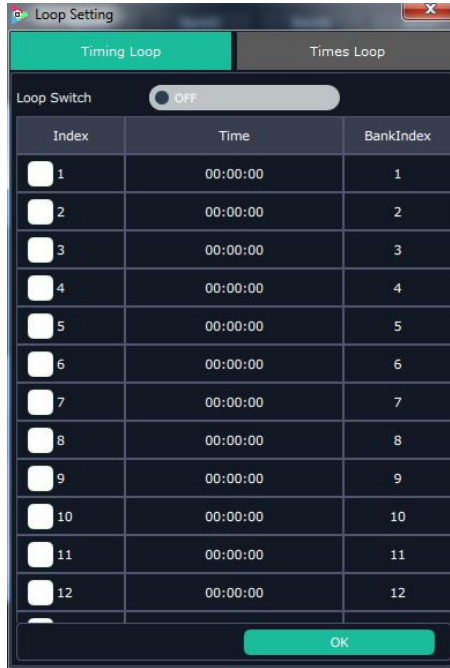 Loop Setting
Timing Loop Times Loop
Loop Switch OFF
Index Time BankIndex
1 00:00:00 1
2 00:00:00 2
3 00:00:00 3
4 00:00:00 4
5 00:00:00 5
6 00:00:00 6
7 00:00:00 7
8 00:00:00 8
9 00:00:00 9
10 00:00:00 10
11 00:00:00 11
12 00:00:00 12
OK